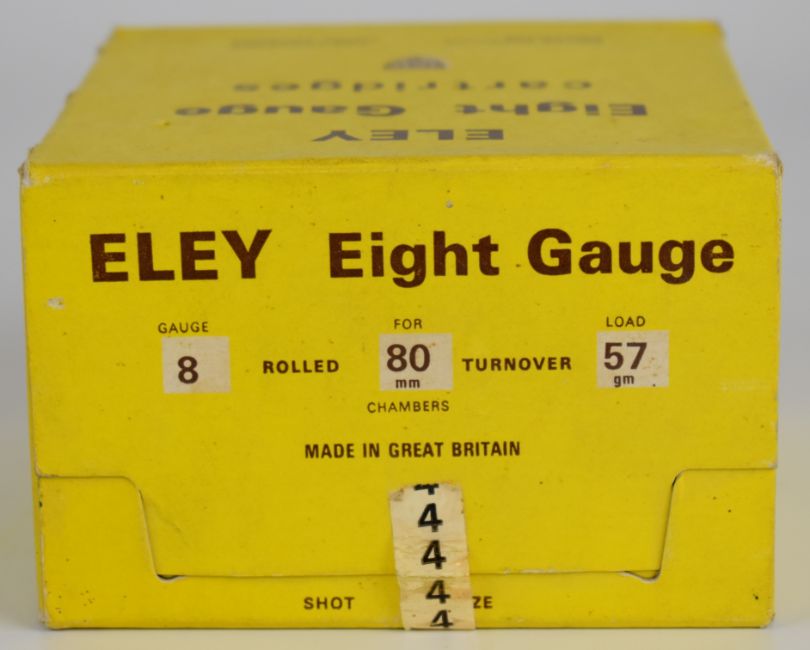 cartridges
Eight Gauge
ELEY
ELEY Eight Gauge
GAUGE FOR LOAD
8 ROLLED 80 mm TURNOVER 57 gm
CHAMBERS
MADE IN GREAT BRITAIN
4
4
4
4
SHOT ZE
4